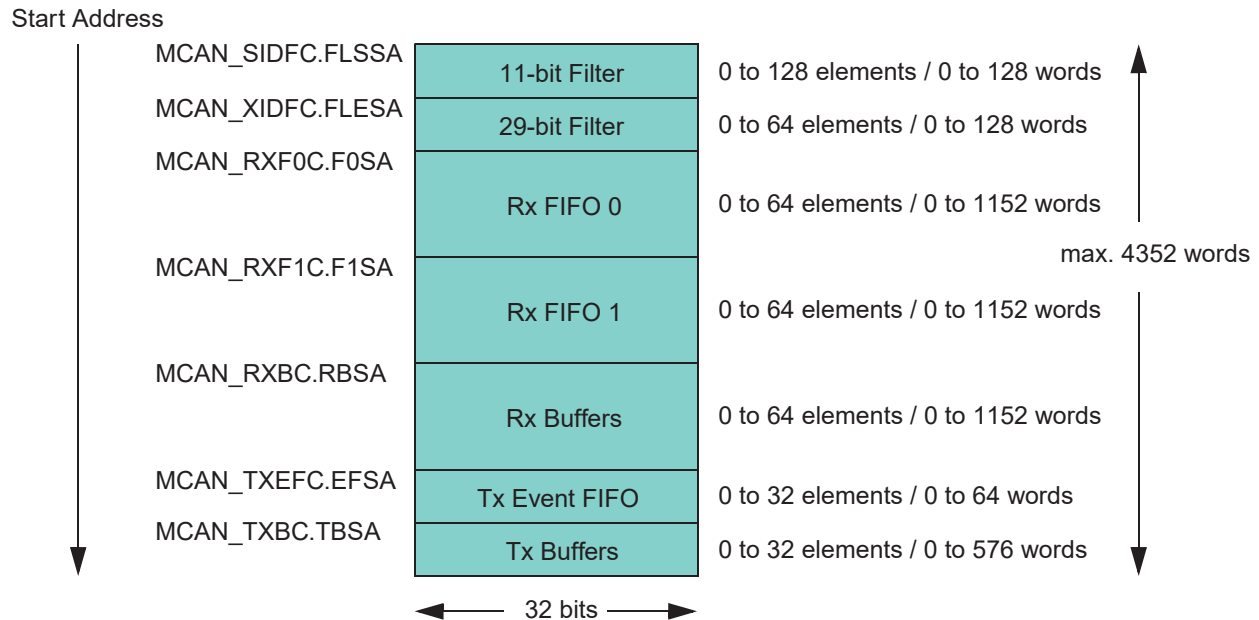 Start Address
MCAN_SIDFC.FLSSA
11-bit Filter
0 to 128 elements / 0 to 128 words
MCAN_XIDFC.FLESA
29-bit Filter
0 to 64 elements / 0 to 128 words
MCAN_RXF0C.F0SA
Rx FIFO 0
0 to 64 elements / 0 to 1152 words
max. 4352 words
MCAN_RXF1C.F1SA
Rx FIFO 1
0 to 64 elements / 0 to 1152 words
MCAN_RXBC.RBSA
Rx Buffers
0 to 64 elements / 0 to 1152 words
MCAN_TXEFC.EFSA
Tx Event FIFO
0 to 32 elements / 0 to 64 words
MCAN_TXBC.TBSA
Tx Buffers
0 to 32 elements / 0 to 576 words
32 bits